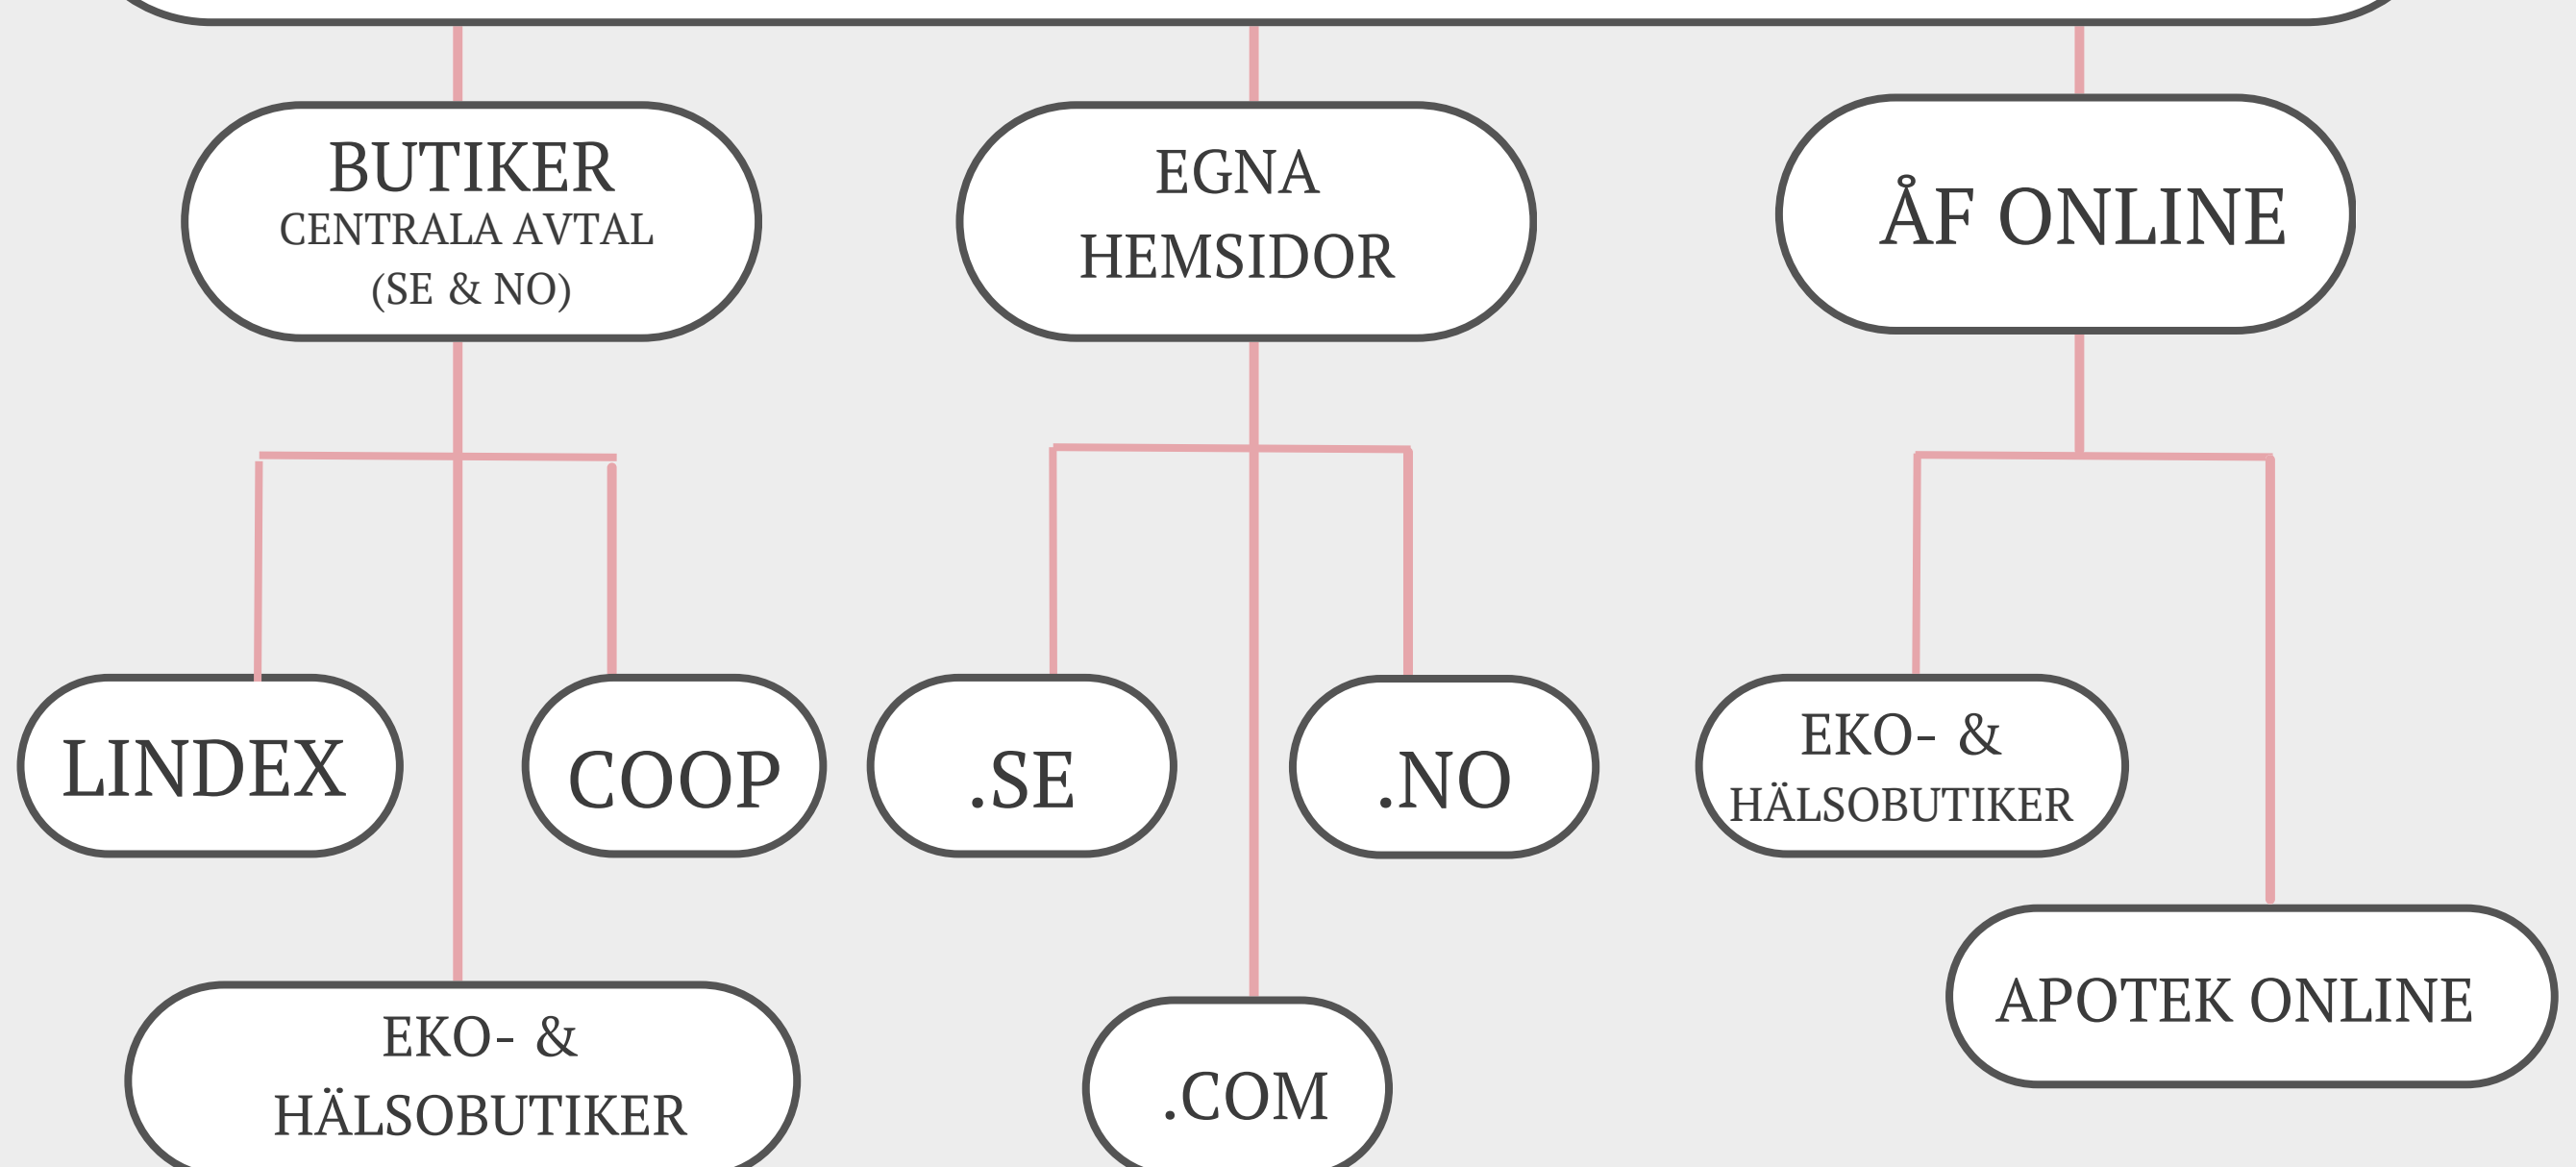 BUTIKER
CENTRALA AVTAL
(SE & NO)
EGNA
HEMSIDOR
ÅF ONLINE
LINDEX
COOP
.SE
.NO
EKO- &
HÄLSOBUTIKER
APOTEK ONLINE
EKO- &
HÄLSOBUTIKER
.COM